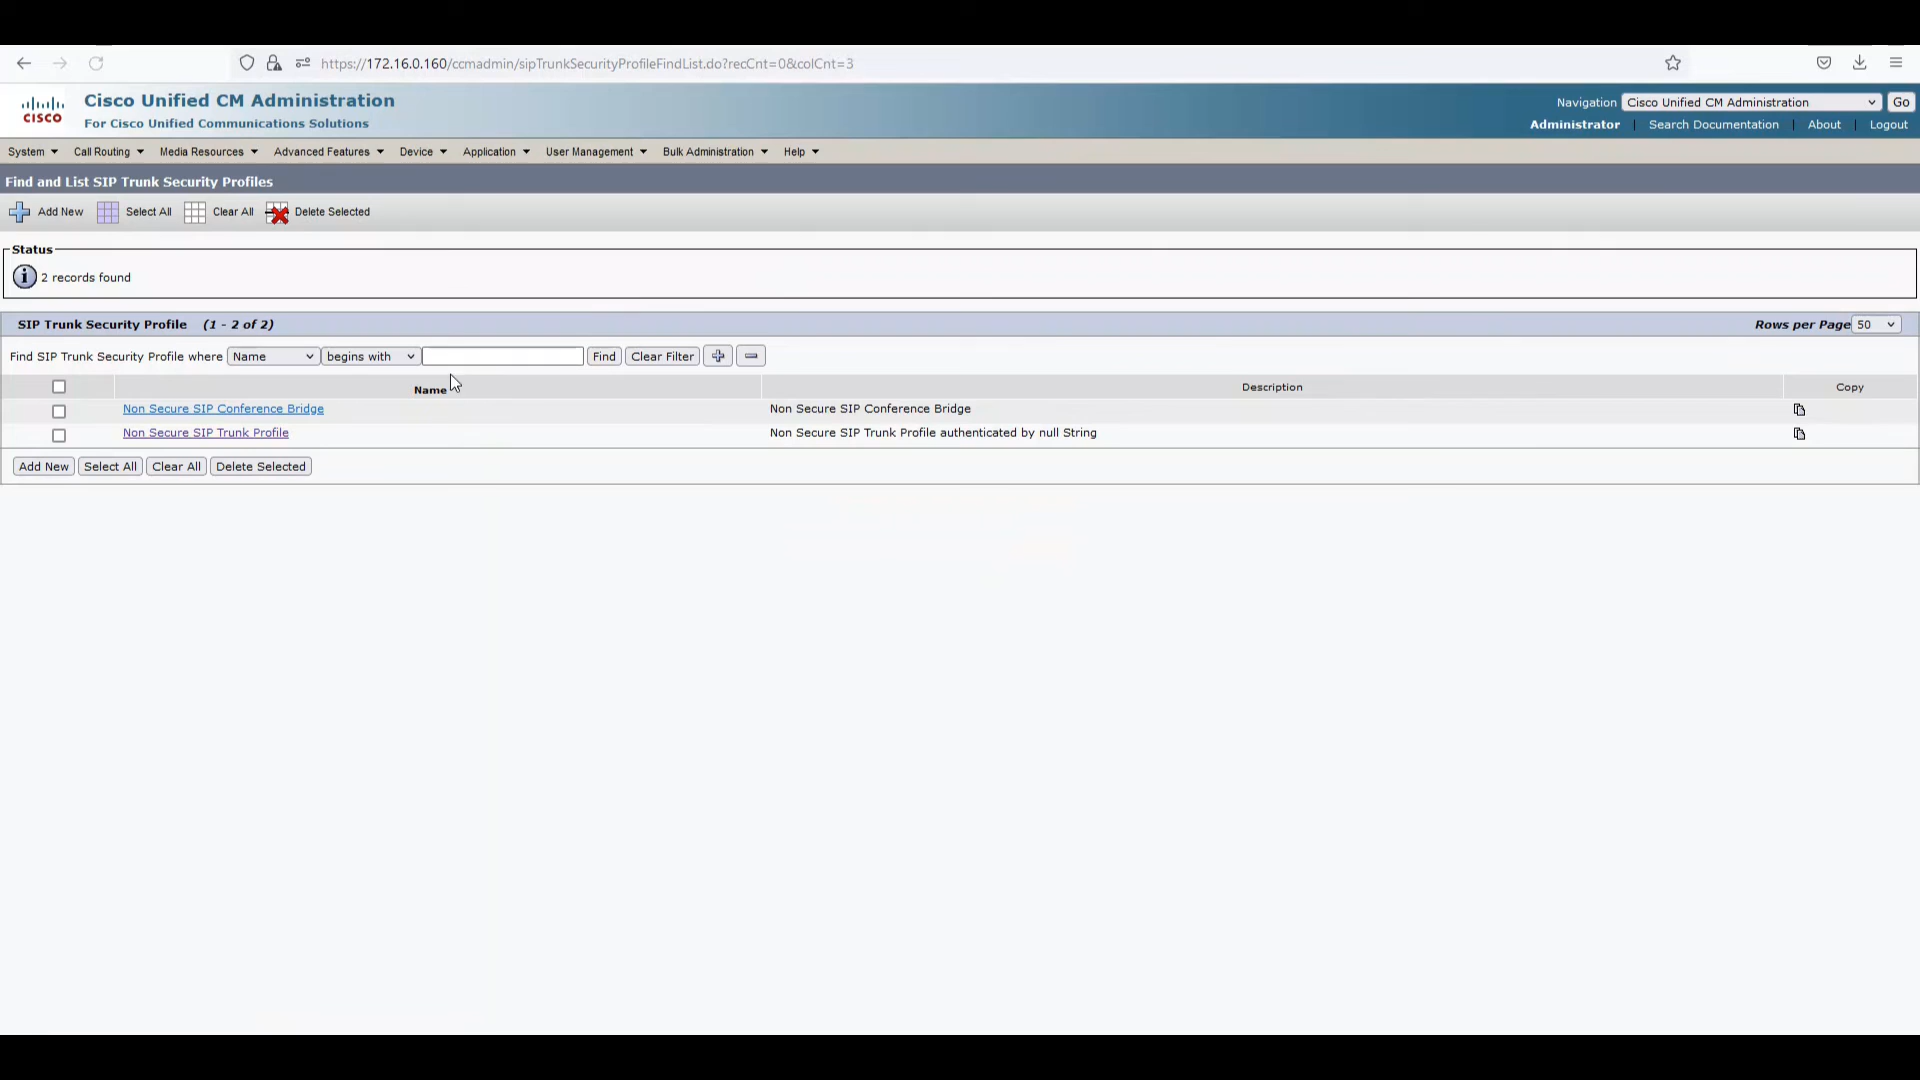 https://172.16.0.160/ccmadmin/sipTrunkSecurityProfileFindList.do?recCnt=0&colCnt=3
CISCO
Cisco Unified CM Administration
For Cisco Unified Communications Solutions
Navigation Cisco Unified CM Administration Go
Administrator | Search Documentation | About | Logout
System Call Routing Media Resources Advanced Features Device Application User Management Bulk Administration Help
Find and List SIP Trunk Security Profiles
Add New Select All Clear All Delete Selected
Status
2 records found
SIP Trunk Security Profile (1 - 2 of 2) Rows per Page 50
Find SIP Trunk Security Profile where Name begins with Find Clear Filter
Name Description Copy
Non Secure SIP Conference Bridge Non Secure SIP Conference Bridge
Non Secure SIP Trunk Profile Non Secure SIP Trunk Profile authenticated by null String
Add New Select All Clear All Delete Selected